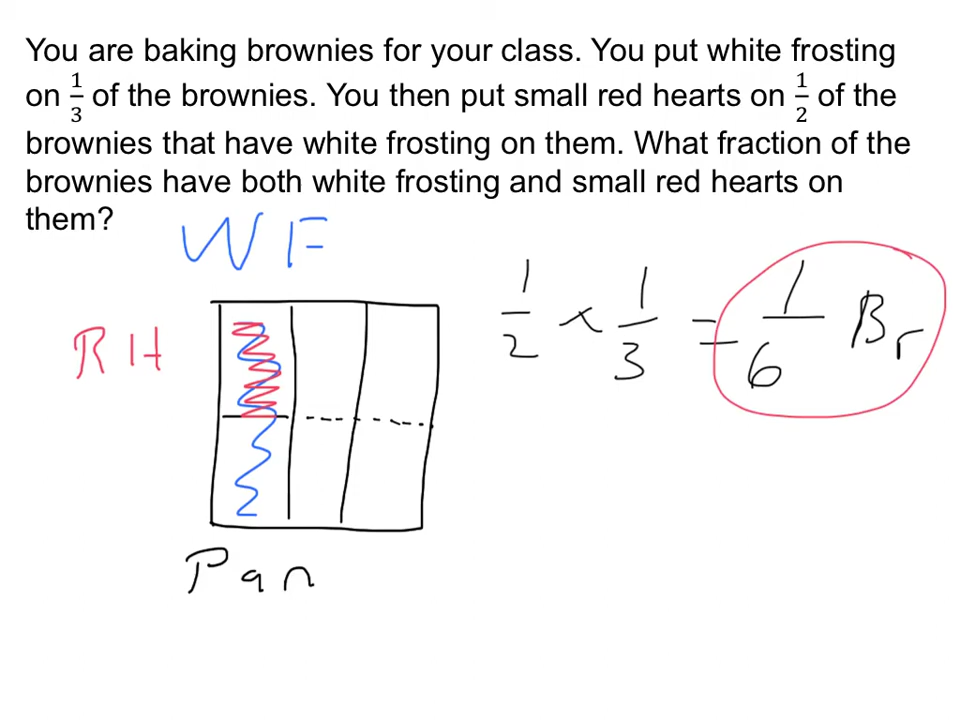 You are baking brownies for your class. You put white frosting
on 1/3 of the brownies. You then put small red hearts on 1/2 of the
brownies that have white frosting on them. What fraction of the
brownies have both white frosting and small red hearts on
them?
WF
RH
1/2 × 1/3 = 1/6 Br
Pan